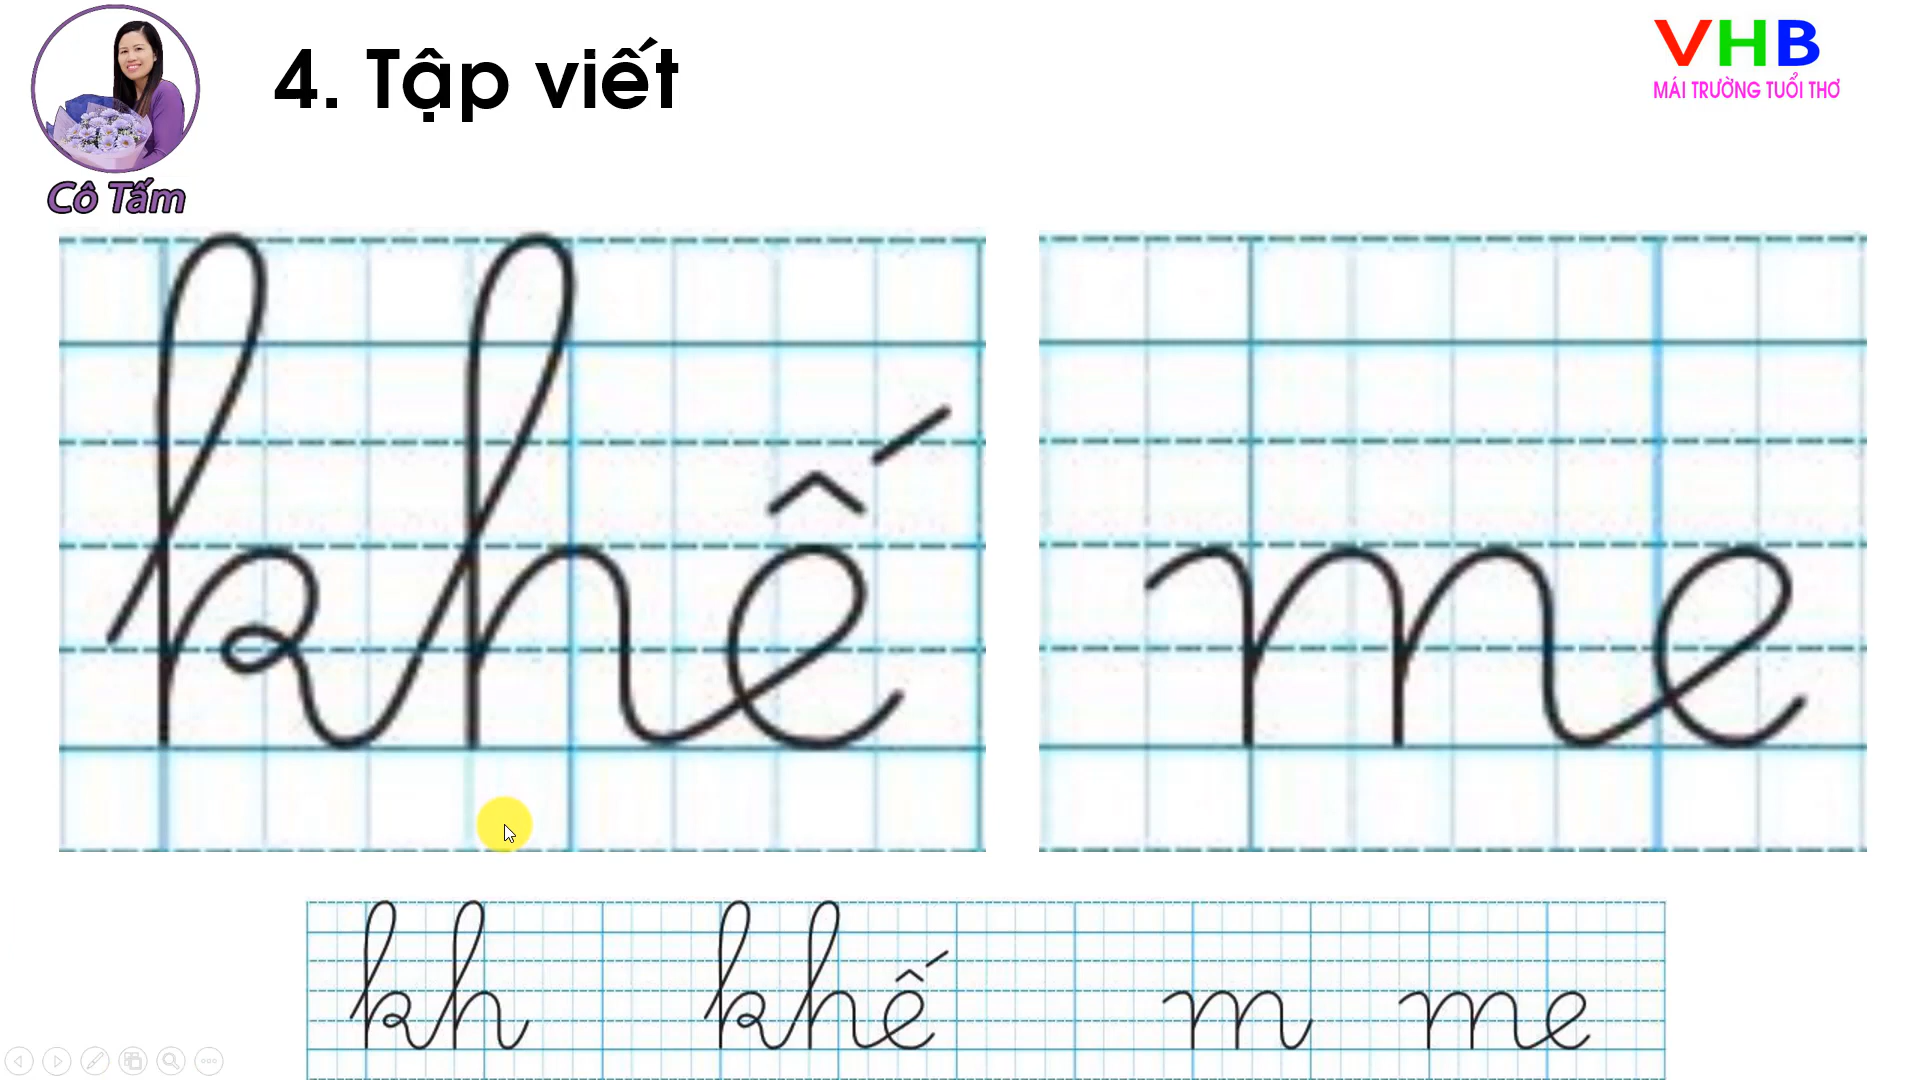 4. Tập viết
VHB
MÁI TRƯỜNG TUỔI THƠ
Cô Tấm
khế
me
kh khế m me